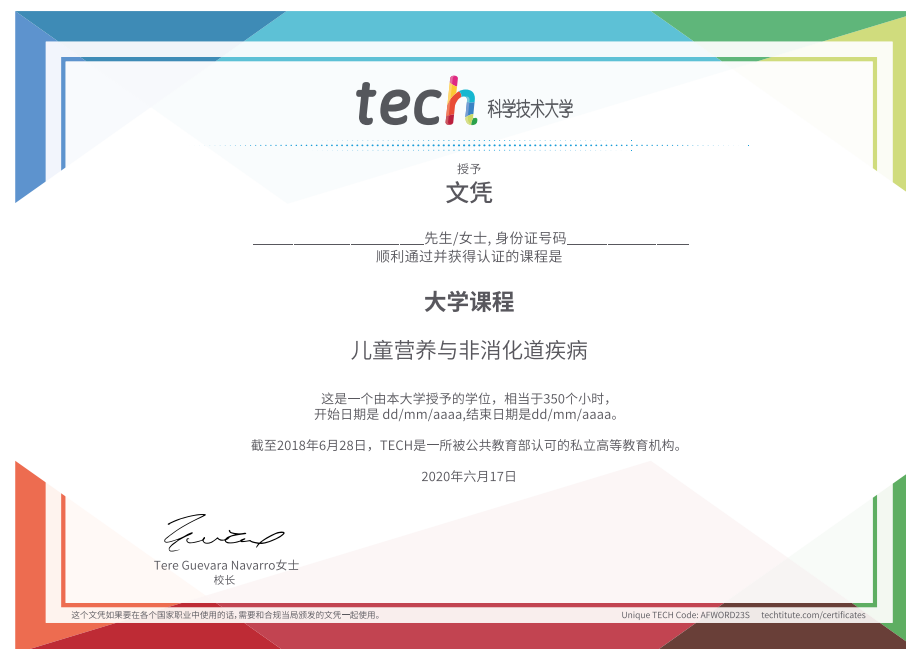 tech 科学技术大学
授予
文凭
先生/女士, 身份证号码
顺利通过并获得认证的课程是
大学课程
儿童营养与非消化道疾病
这是一个由本大学授予的学位，相当于350个小时，
开始日期是 dd/mm/aaaa,结束日期是dd/mm/aaaa。
截至2018年6月28日，TECH是一所被公共教育部认可的私立高等教育机构。
2020年六月17日
Tere Guevara Navarro女士
校长
这个文凭如果要在各个国家职业中使用的话,需要和合规当局颁发的文凭一起使用。
Unique TECH Code: AFWORD23S techtitute.com/certificates